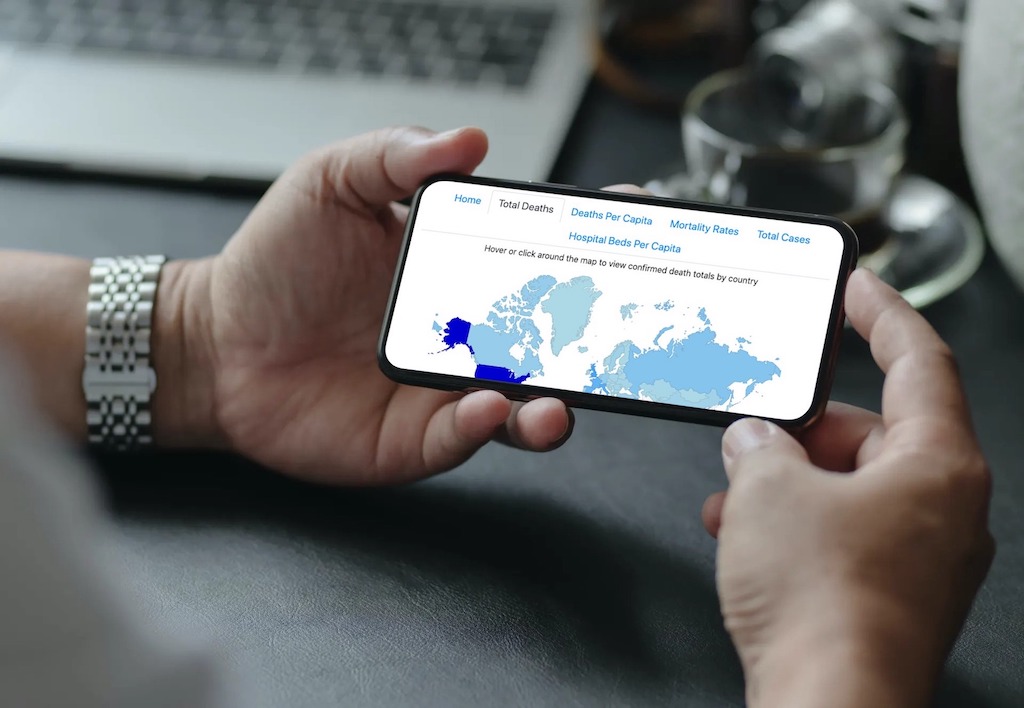 Home Total Deaths Deaths Per Capita Mortality Rates Total Cases
Hospital Beds Per Capita
Hover or click around the map to view confirmed death totals by country